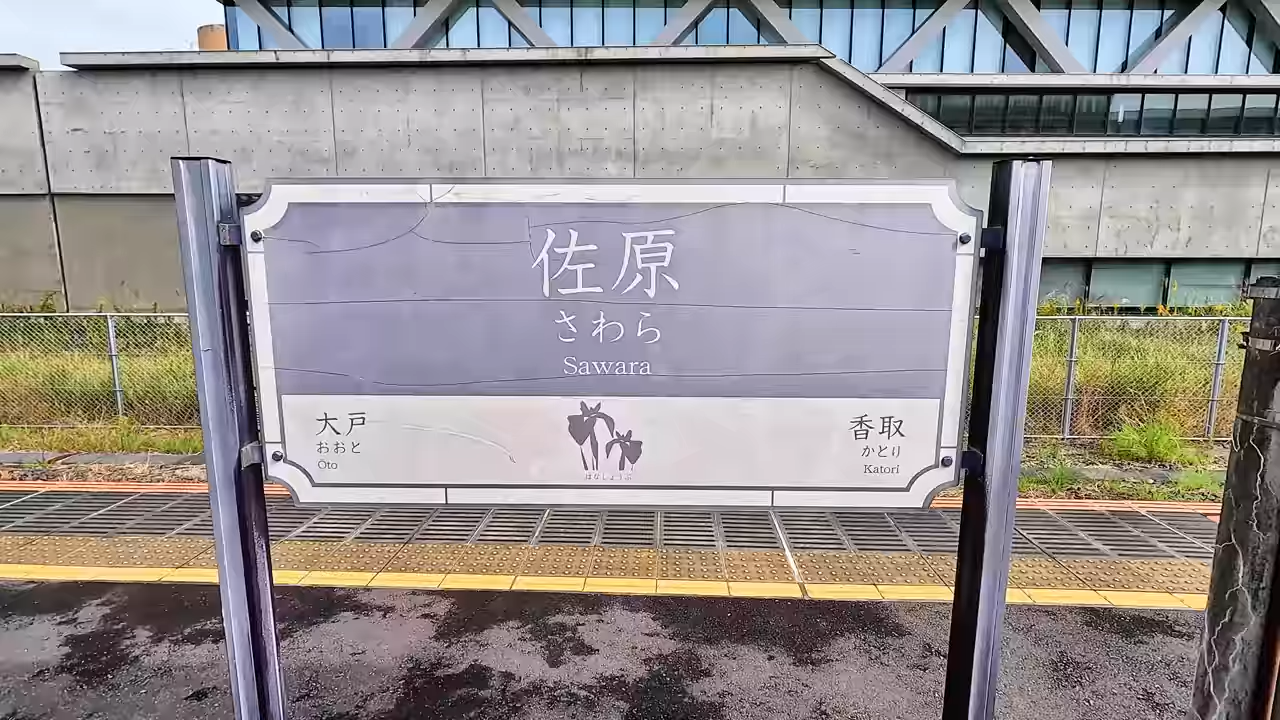 佐原
さわら
Sawara
大戸
おおと
Ōto
はなしょうぶ
香取
かとり
Katori